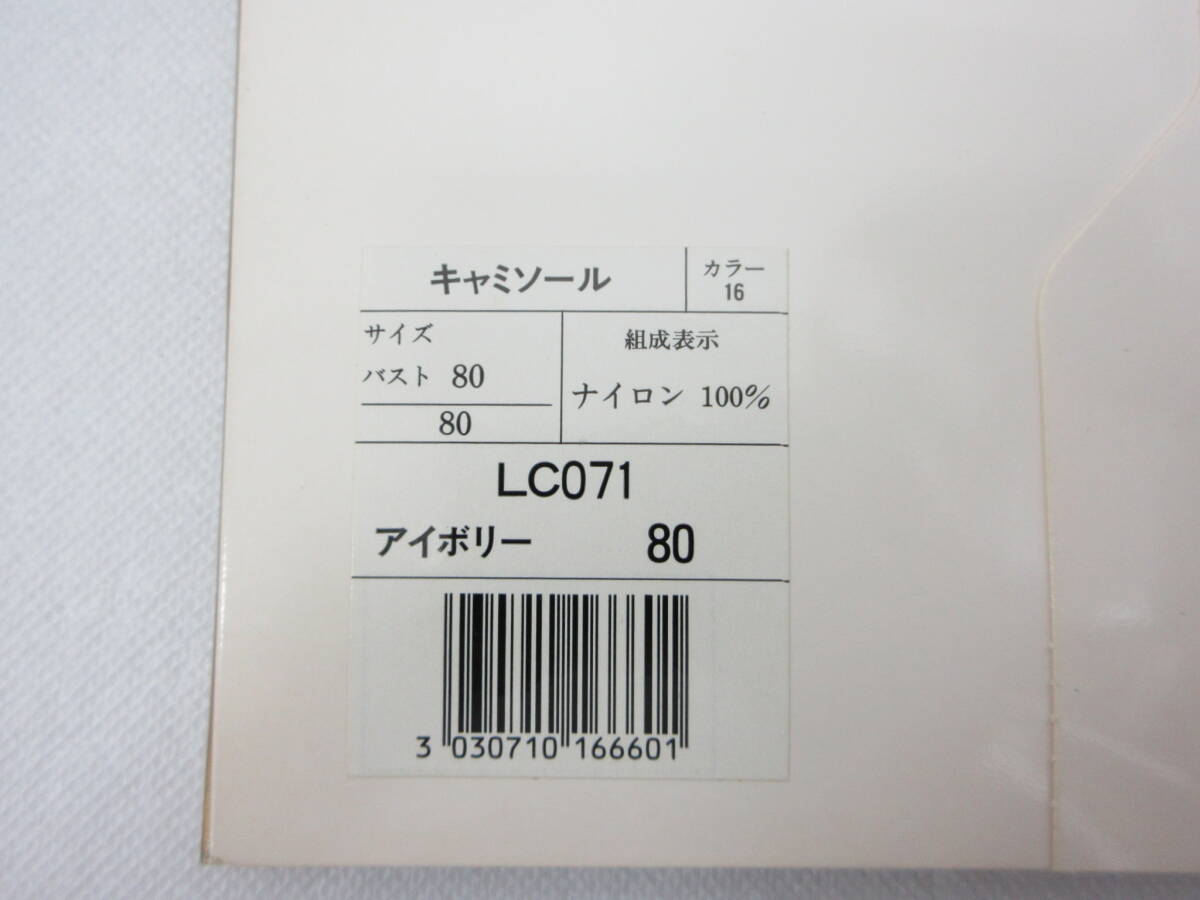 キャミソール
カラー
16
サイズ
バスト 80
80
組成表示
ナイロン 100%
LC071
アイボリー 80
3 030710 166601